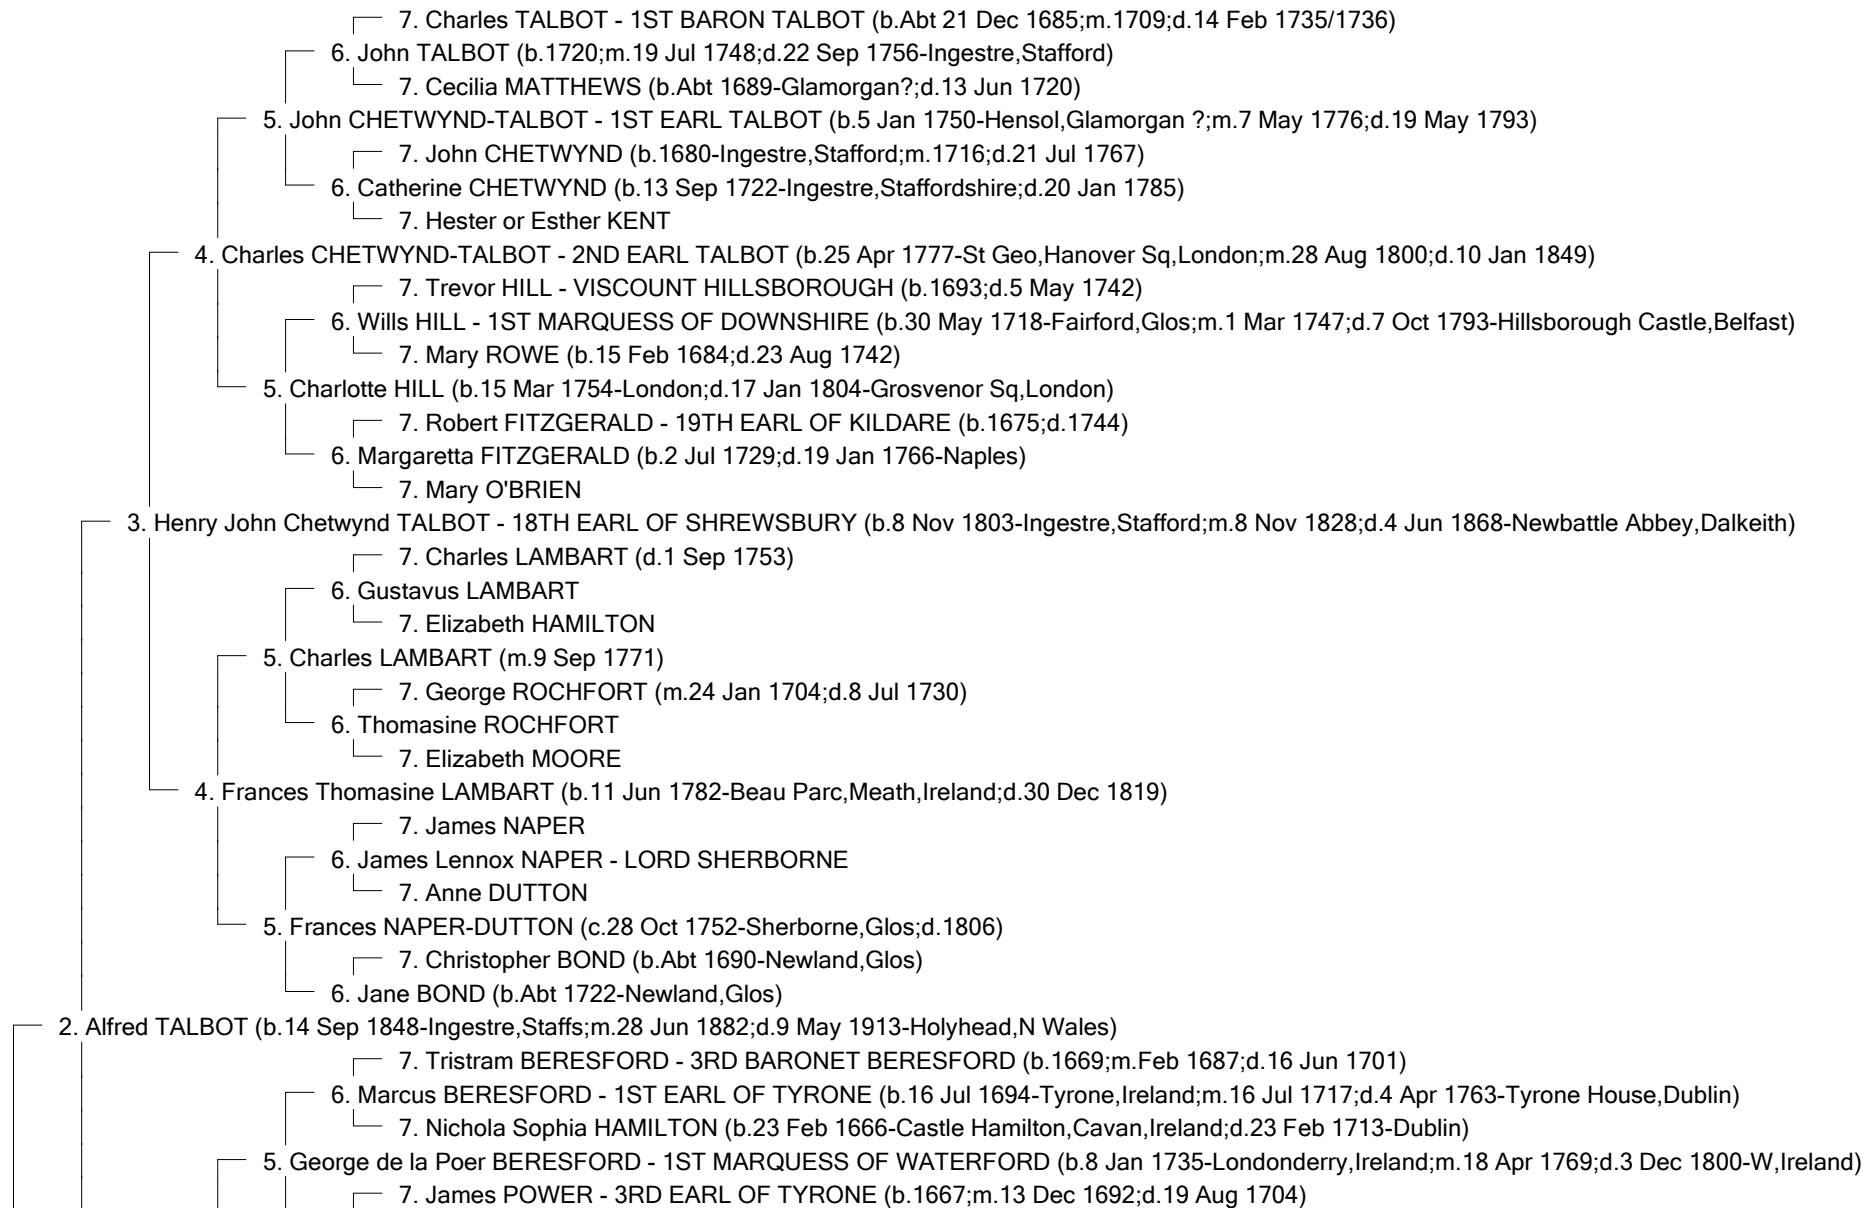 7. Charles TALBOT - 1ST BARON TALBOT (b.Abt 21 Dec 1685;m.1709;d.14 Feb 1735/1736)
6. John TALBOT (b.1720;m.19 Jul 1748;d.22 Sep 1756-Ingestre,Stafford)
7. Cecilia MATTHEWS (b.Abt 1689-Glamorgan?;d.13 Jun 1720)
5. John CHETWYND-TALBOT - 1ST EARL TALBOT (b.5 Jan 1750-Hensol,Glamorgan ?;m.7 May 1776;d.19 May 1793)
7. John CHETWYND (b.1680-Ingestre,Stafford;m.1716;d.21 Jul 1767)
6. Catherine CHETWYND (b.13 Sep 1722-Ingestre,Staffordshire;d.20 Jan 1785)
7. Hester or Esther KENT
4. Charles CHETWYND-TALBOT - 2ND EARL TALBOT (b.25 Apr 1777-St Geo,Hanover Sq,London;m.28 Aug 1800;d.10 Jan 1849)
7. Trevor HILL - VISCOUNT HILLSBOROUGH (b.1693;d.5 May 1742)
6. Wills HILL - 1ST MARQUESS OF DOWNSHIRE (b.30 May 1718-Fairford,Glos;m.1 Mar 1747;d.7 Oct 1793-Hillsborough Castle,Belfast)
7. Mary ROWE (b.15 Feb 1684;d.23 Aug 1742)
5. Charlotte HILL (b.15 Mar 1754-London;d.17 Jan 1804-Grosvenor Sq,London)
7. Robert FITZGERALD - 19TH EARL OF KILDARE (b.1675;d.1744)
6. Margaretta FITZGERALD (b.2 Jul 1729;d.19 Jan 1766-Naples)
7. Mary O'BRIEN
3. Henry John Chetwynd TALBOT - 18TH EARL OF SHREWSBURY (b.8 Nov 1803-Ingestre,Stafford;m.8 Nov 1828;d.4 Jun 1868-Newbattle Abbey,Dalkeith)
7. Charles LAMBART (d.1 Sep 1753)
6. Gustavus LAMBART
7. Elizabeth HAMILTON
5. Charles LAMBART (m.9 Sep 1771)
7. George ROCHFORT (m.24 Jan 1704;d.8 Jul 1730)
6. Thomasine ROCHFORT
7. Elizabeth MOORE
4. Frances Thomasine LAMBART (b.11 Jun 1782-Beau Parc,Meath,Ireland;d.30 Dec 1819)
7. James NAPER
6. James Lennox NAPER - LORD SHERBORNE
7. Anne DUTTON
5. Frances NAPER-DUTTON (c.28 Oct 1752-Sherborne,Glos;d.1806)
7. Christopher BOND (b.Abt 1690-Newland,Glos)
6. Jane BOND (b.Abt 1722-Newland,Glos)
2. Alfred TALBOT (b.14 Sep 1848-Ingestre,Staffs;m.28 Jun 1882;d.9 May 1913-Holyhead,N Wales)
7. Tristram BERESFORD - 3RD BARONET BERESFORD (b.1669;m.Feb 1687;d.16 Jun 1701)
6. Marcus BERESFORD - 1ST EARL OF TYRONE (b.16 Jul 1694-Tyrone,Ireland;m.16 Jul 1717;d.4 Apr 1763-Tyrone House,Dublin)
7. Nichola Sophia HAMILTON (b.23 Feb 1666-Castle Hamilton,Cavan,Ireland;d.23 Feb 1713-Dublin)
5. George de la Poer BERESFORD - 1ST MARQUESS OF WATERFORD (b.8 Jan 1735-Londonderry,Ireland;m.18 Apr 1769;d.3 Dec 1800-W,Ireland)
7. James POWER - 3RD EARL OF TYRONE (b.1667;m.13 Dec 1692;d.19 Aug 1704)